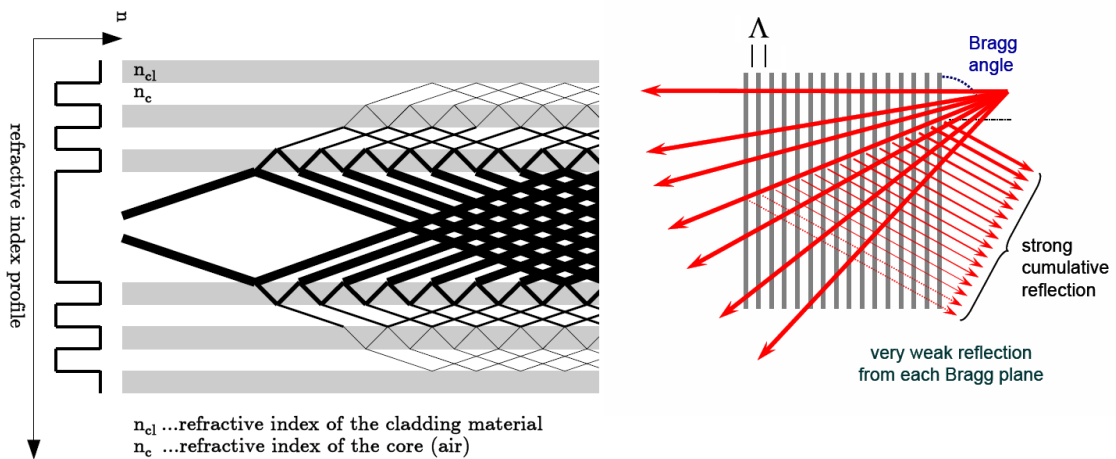 n
refractive index profile
n_cl
n_c
n_cl ...refractive index of the cladding material
n_c ...refractive index of the core (air)
Λ
Bragg
angle
strong
cumulative
reflection
very weak reflection
from each Bragg plane